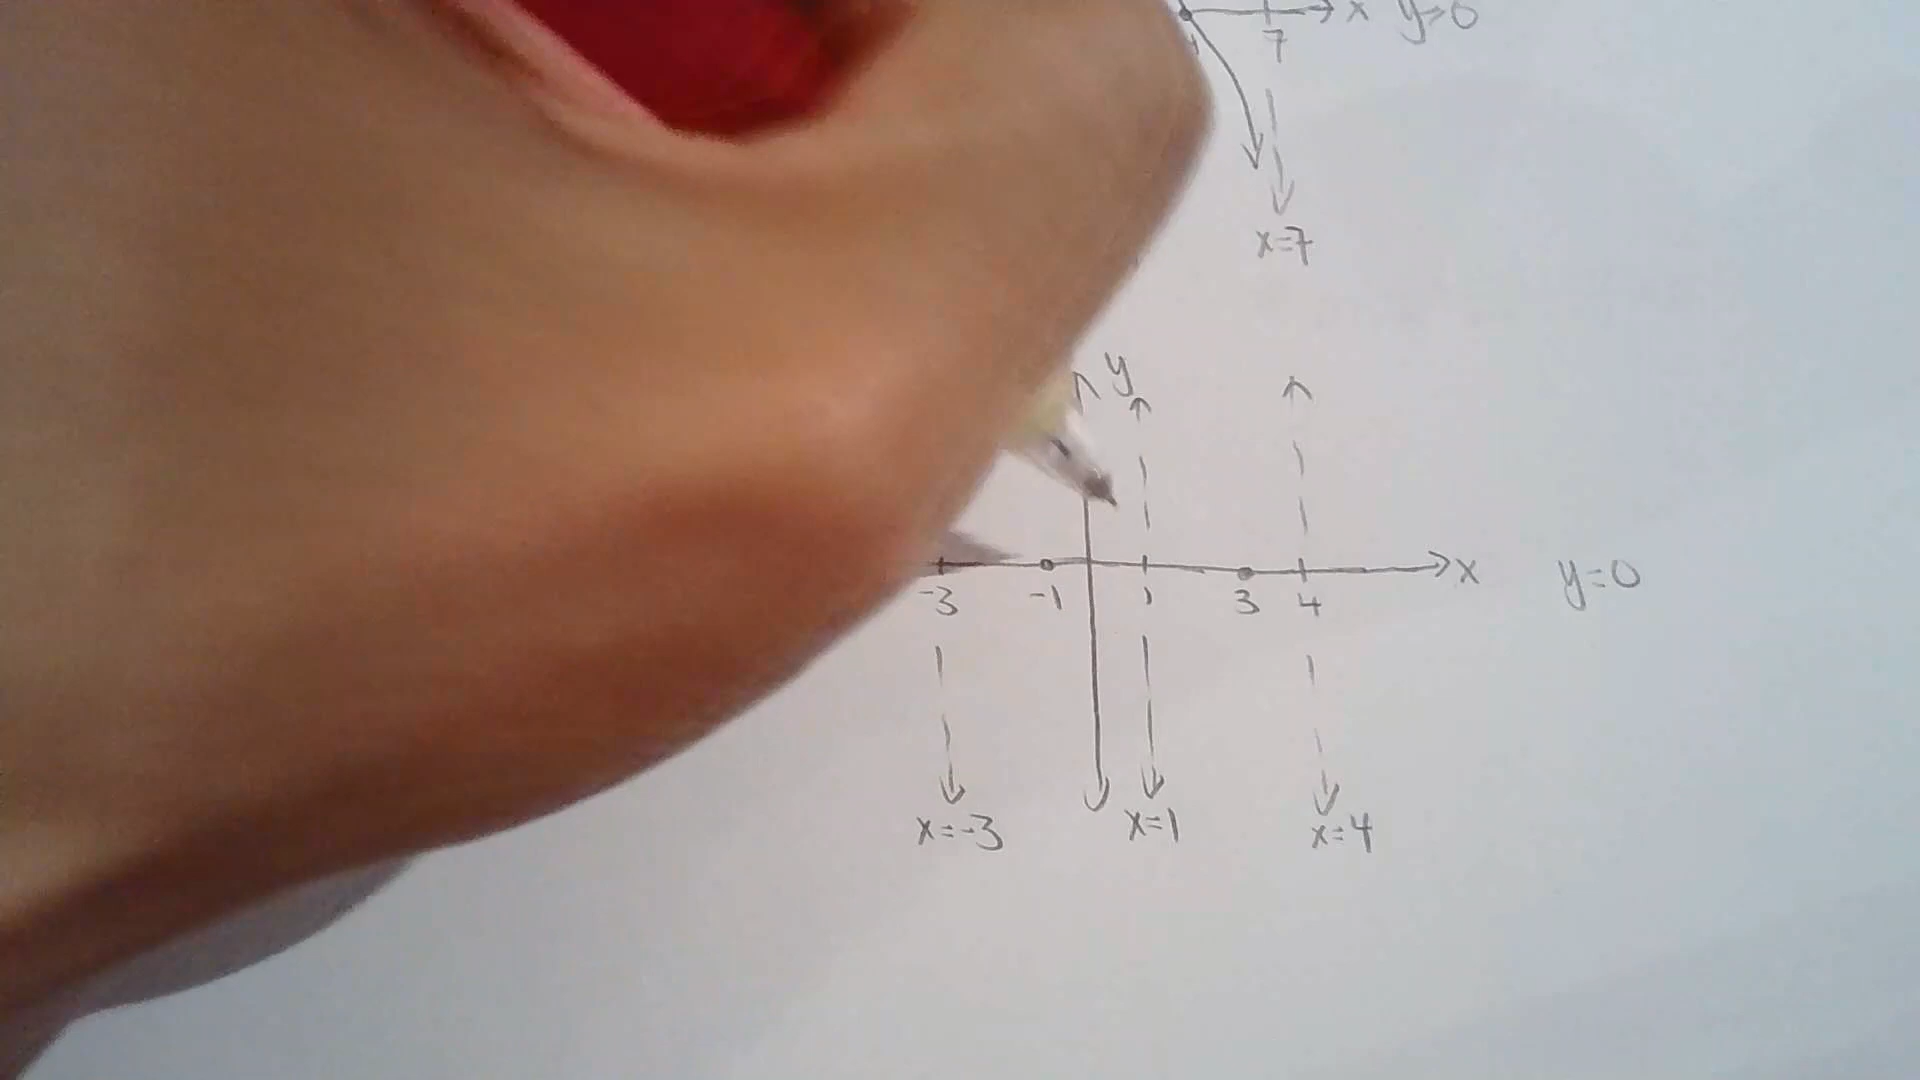 x y=0
7
x=7
y
x y=0
-3 -1 1 3 4
x=-3 x=1 x=4